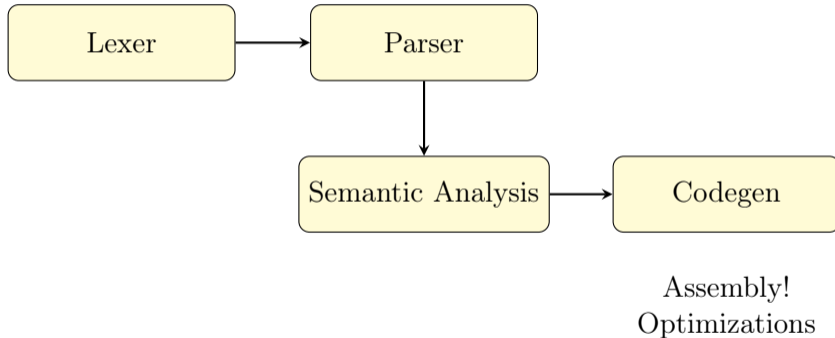 Lexer
Parser
Semantic Analysis
Codegen
Assembly!
Optimizations